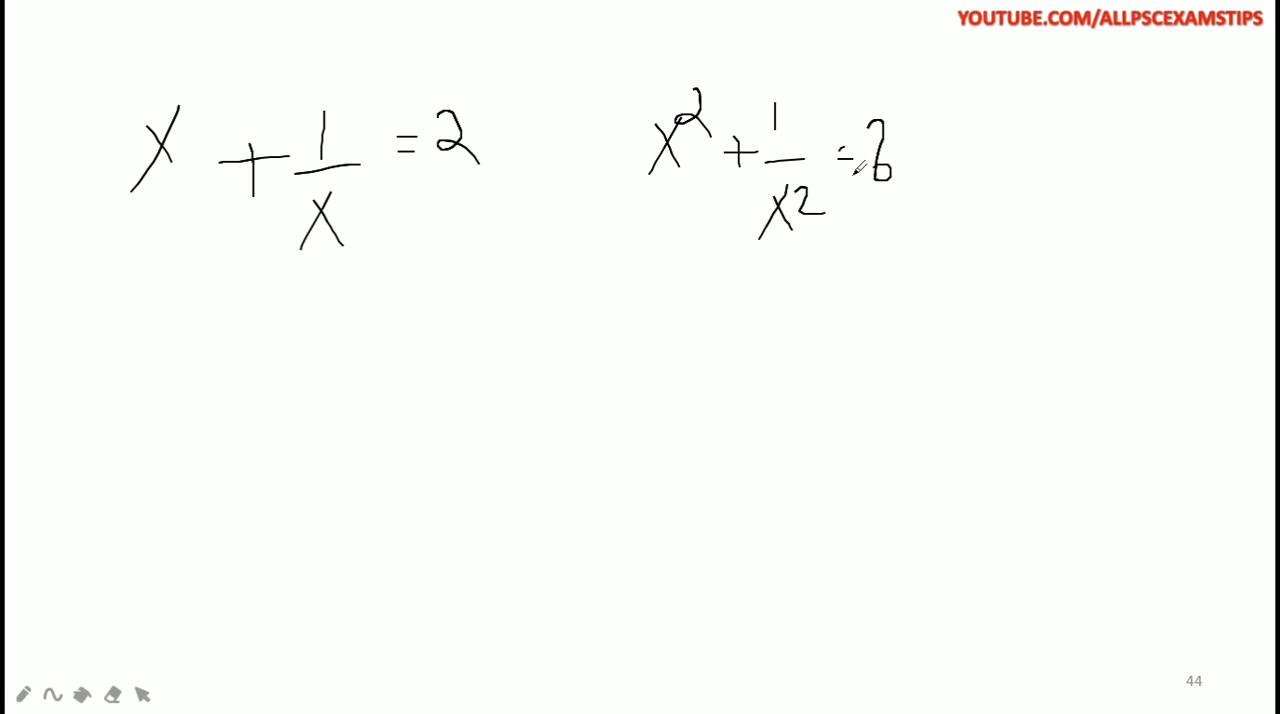 YOUTUBE.COM/ALLPSCEXAMSTIPS
x + 1/x = 2
x² + 1/x² = ?
44